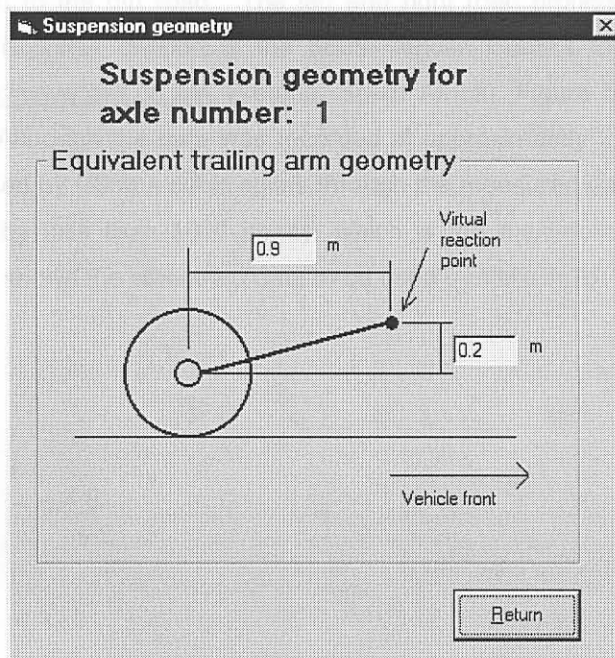 Suspension geometry
Suspension geometry for
axle number: 1
Equivalent trailing arm geometry
Virtual
reaction
point
0.9 m
0.2 m
Vehicle front
Return